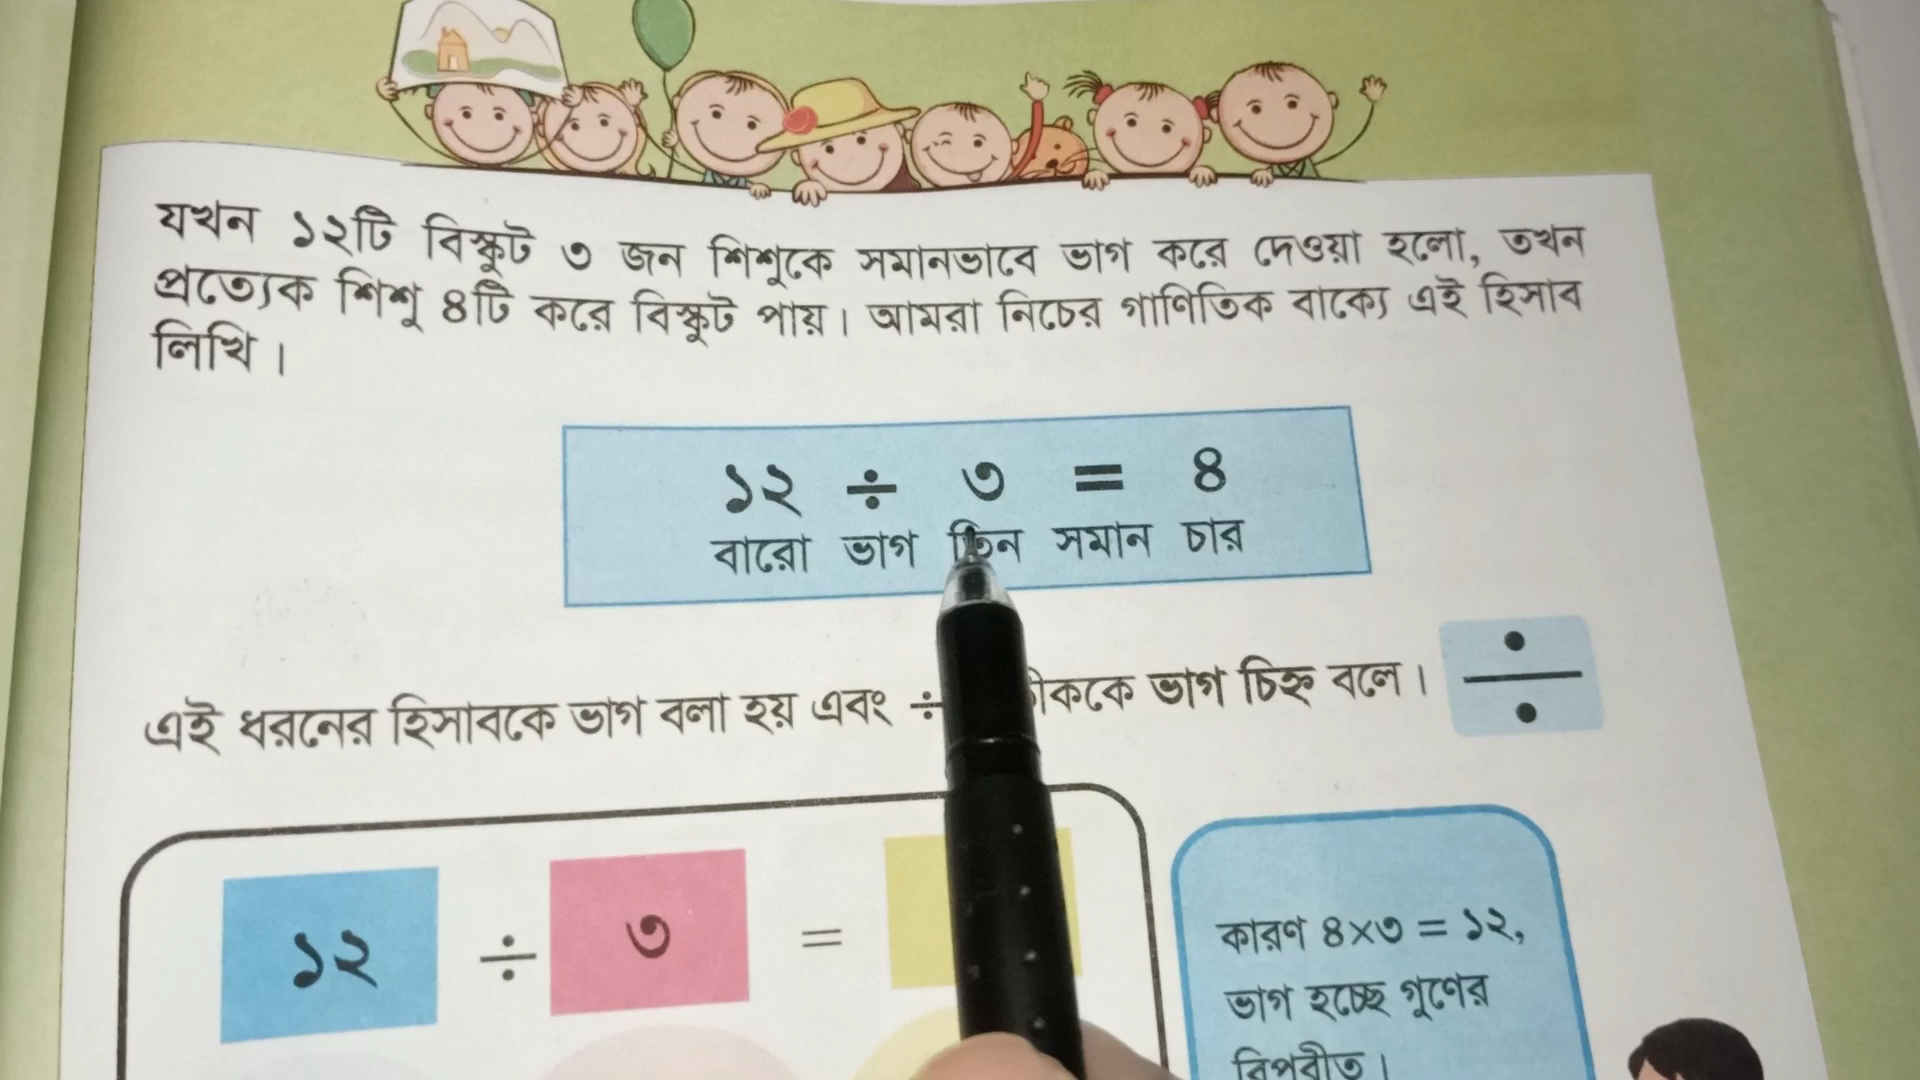 যখন ১২টি বিস্কুট ৩ জন শিশুকে সমানভাবে ভাগ করে দেওয়া হলো, তখন
প্রত্যেক শিশু ৪টি করে বিস্কুট পায়। আমরা নিচের গাণিতিক বাক্যে এই হিসাব
লিখি।
১২ ÷ ৩ = ৪
বারো ভাগ তিন সমান চার
এই ধরনের হিসাবকে ভাগ বলা হয় এবং ÷ ভাগ চিহ্ন বলে। ÷
১২ ÷ ৩ =
কারণ ৪×৩ = ১২,
ভাগ হচ্ছে গুণের
বিপরীত।